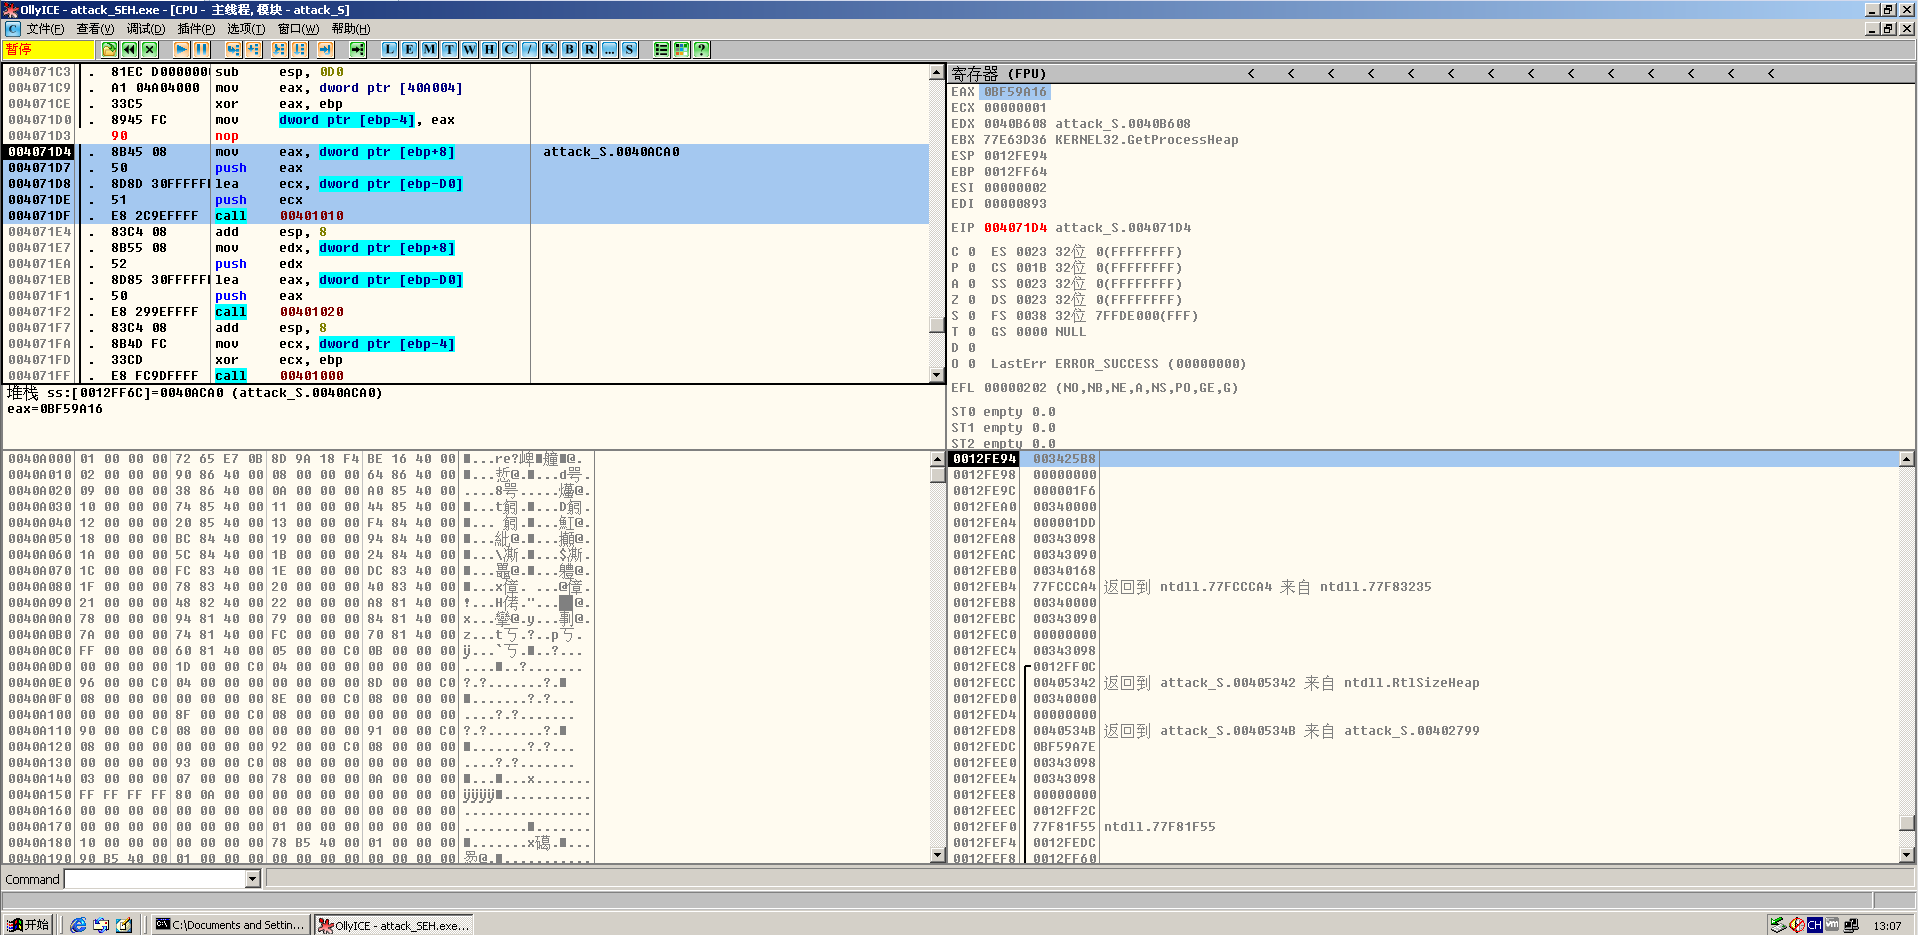 OllyICE - attack_SEH.exe - [CPU - 主线程, 模块 - attack_S]
文件(F) 查看(V) 调试(D) 插件(P) 选项(T) 窗口(W) 帮助(H)
暂停 L E M T W H C / K B R ... S ?
004071C3 . 81EC D0000000 sub esp, 0D0
004071C9 . A1 04A04000 mov eax, dword ptr [40A004]
004071CE . 33C5 xor eax, ebp
004071D0 . 8945 FC mov dword ptr [ebp-4], eax
004071D3 90 nop
004071D4 . 8B45 08 mov eax, dword ptr [ebp+8] attack_S.0040ACA0
004071D7 . 50 push eax
004071D8 . 8D8D 30FFFFFF lea ecx, dword ptr [ebp-D0]
004071DE . 51 push ecx
004071DF . E8 2C9EFFFF call 00401010
004071E4 . 83C4 08 add esp, 8
004071E7 . 8B55 08 mov edx, dword ptr [ebp+8]
004071EA . 52 push edx
004071EB . 8D85 30FFFFFF lea eax, dword ptr [ebp-D0]
004071F1 . 50 push eax
004071F2 . E8 299EFFFF call 00401020
004071F7 . 83C4 08 add esp, 8
004071FA . 8B4D FC mov ecx, dword ptr [ebp-4]
004071FD . 33CD xor ecx, ebp
004071FF . E8 FC9DFFFF call 00401000
堆栈 ss:[0012FF6C]=0040ACA0 (attack_S.0040ACA0)
eax=0BF59A16
寄存器 (FPU) < < < < < < < < < < < < < <
EAX 0BF59A16
ECX 00000001
EDX 0040B608 attack_S.0040B608
EBX 77E63D36 KERNEL32.GetProcessHeap
ESP 0012FE94
EBP 0012FF64
ESI 00000002
EDI 00000893
EIP 004071D4 attack_S.004071D4
C 0 ES 0023 32位 0(FFFFFFFF)
P 0 CS 001B 32位 0(FFFFFFFF)
A 0 SS 0023 32位 0(FFFFFFFF)
Z 0 DS 0023 32位 0(FFFFFFFF)
S 0 FS 0038 32位 7FFDE000(FFF)
T 0 GS 0000 NULL
D 0
O 0 LastErr ERROR_SUCCESS (00000000)
EFL 00000202 (NO,NB,NE,A,NS,PO,GE,G)
ST0 empty 0.0
ST1 empty 0.0
ST2 empty 0.0
0040A000 01 00 00 00 72 65 E7 0B 8D 9A 18 F4 BE 16 40 00
0040A010 02 00 00 00 90 86 40 00 08 00 00 00 64 86 40 00
0040A020 09 00 00 00 38 86 40 00 0A 00 00 00 A0 85 40 00
0040A030 10 00 00 00 74 85 40 00 11 00 00 00 44 85 40 00
0040A040 12 00 00 00 20 85 40 00 13 00 00 00 F4 84 40 00
0040A050 18 00 00 00 BC 84 40 00 19 00 00 00 94 84 40 00
0040A060 1A 00 00 00 5C 84 40 00 1B 00 00 00 24 84 40 00
0040A070 1C 00 00 00 FC 83 40 00 1E 00 00 00 DC 83 40 00
0040A080 1F 00 00 00 78 83 40 00 20 00 00 00 40 83 40 00
0040A090 21 00 00 00 48 82 40 00 22 00 00 00 A8 81 40 00
0040A0A0 78 00 00 00 94 81 40 00 79 00 00 00 84 81 40 00
0040A0B0 7A 00 00 00 74 81 40 00 FC 00 00 00 70 81 40 00
0040A0C0 FF 00 00 00 60 81 40 00 05 00 00 C0 0B 00 00 00
0040A0D0 00 00 00 00 1D 00 00 C0 04 00 00 00 00 00 00 00
0040A0E0 96 00 00 C0 04 00 00 00 00 00 00 00 8D 00 00 C0
0040A0F0 08 00 00 00 00 00 00 00 8E 00 00 C0 08 00 00 00
0040A100 00 00 00 00 8F 00 00 C0 08 00 00 00 00 00 00 00
0040A110 90 00 00 C0 08 00 00 00 00 00 00 00 91 00 00 C0
0040A120 08 00 00 00 00 00 00 00 92 00 00 C0 08 00 00 00
0040A130 00 00 00 00 93 00 00 C0 08 00 00 00 00 00 00 00
0040A140 03 00 00 00 07 00 00 00 78 00 00 00 0A 00 00 00
0040A150 FF FF FF FF 80 0A 00 00 00 00 00 00 00 00 00 00
0040A160 00 00 00 00 00 00 00 00 00 00 00 00 00 00 00 00
0040A170 00 00 00 00 00 00 00 00 01 00 00 00 00 00 00 00
0040A180 10 00 00 00 00 00 00 00 78 B5 40 00 01 00 00 00
0040A190 90 B5 40 00 01 00 00 00 00 00 00 00 00 00 00 00
0012FE94 003425B8
0012FE98 00000000
0012FE9C 000001F6
0012FEA0 00340000
0012FEA4 000001DD
0012FEA8 00343098
0012FEAC 00343090
0012FEB0 00340168
0012FEB4 77FCCCA4 返回到 ntdll.77FCCCA4 来自 ntdll.77F83235
0012FEB8 00340000
0012FEBC 00343090
0012FEC0 00000000
0012FEC4 00343098
0012FEC8 0012FF0C
0012FECC 00405342 返回到 attack_S.00405342 来自 ntdll.RtlSizeHeap
0012FED0 00340000
0012FED4 00000000
0012FED8 0040534B 返回到 attack_S.0040534B 来自 attack_S.00402799
0012FEDC 0BF59A7E
0012FEE0 00343098
0012FEE4 00343098
0012FEE8 00000000
0012FEEC 0012FF2C
0012FEF0 77F81F55 ntdll.77F81F55
0012FEF4 0012FEDC
0012FEF8 0012FF60
Command
开始 C:\Documents and Settin... OllyICE - attack_SEH.exe... CH 13:07